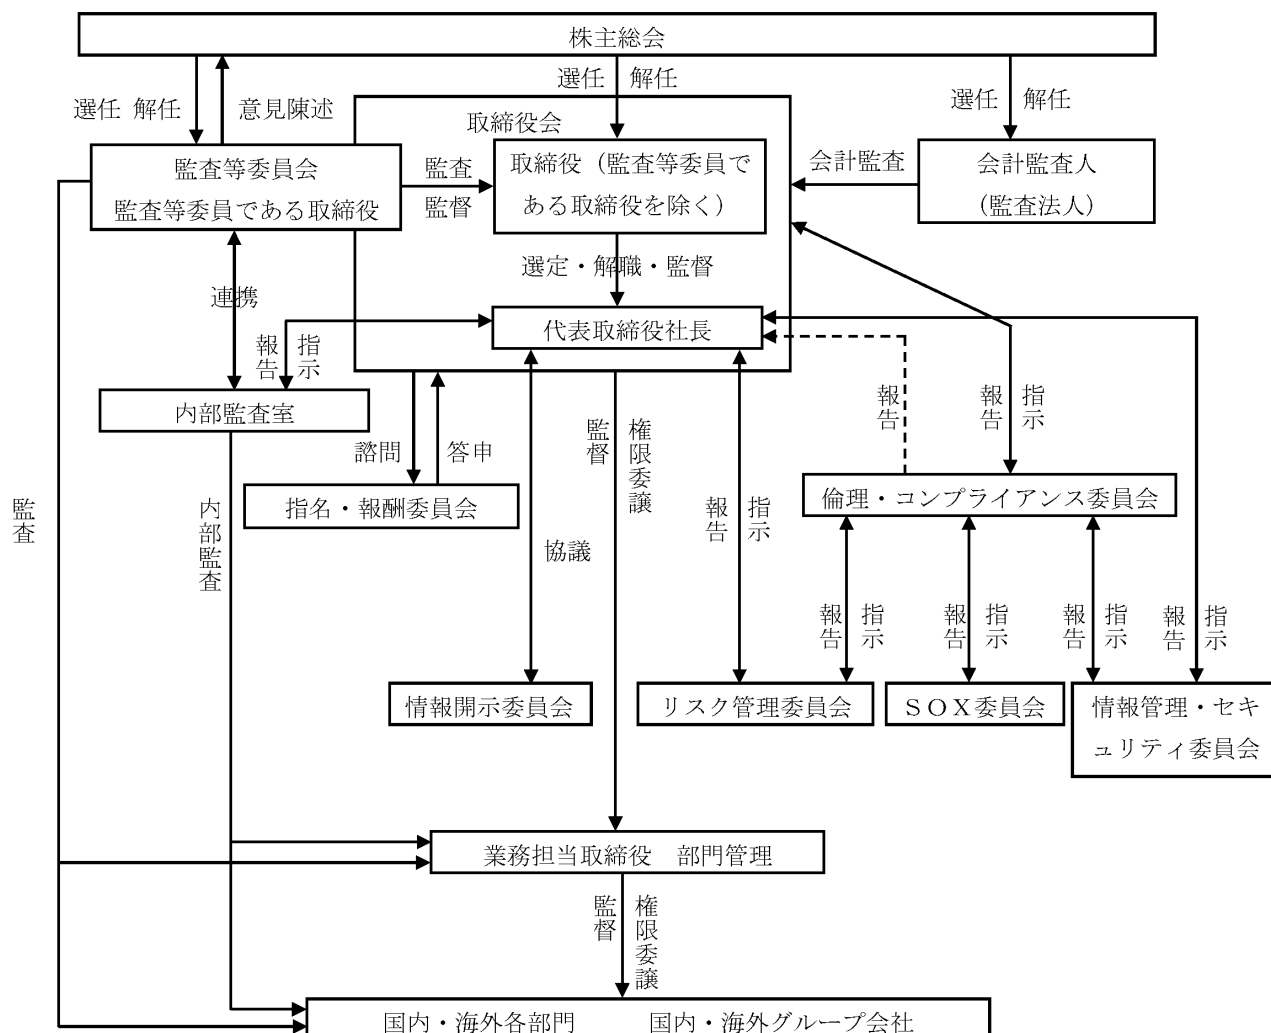 株主総会
選任 解任
意見陳述
選任 解任
選任 解任
取締役会
監査等委員会
監査等委員である取締役
監査
監督
取締役（監査等委員で
ある取締役を除く）
会計監査
会計監査人
（監査法人）
選定・解職・監督
連携
代表取締役社長
報告
指示
内部監査室
諮問
答申
指名・報酬委員会
監督
権限委譲
報告
報告
指示
倫理・コンプライアンス委員会
監査
内部監査
協議
報告
指示
報告
指示
報告
指示
報告
指示
報告
指示
情報開示委員会
リスク管理委員会
ＳＯＸ委員会
情報管理・セキ
ュリティ委員会
業務担当取締役　部門管理
監督
権限委譲
国内・海外各部門　　　国内・海外グループ会社